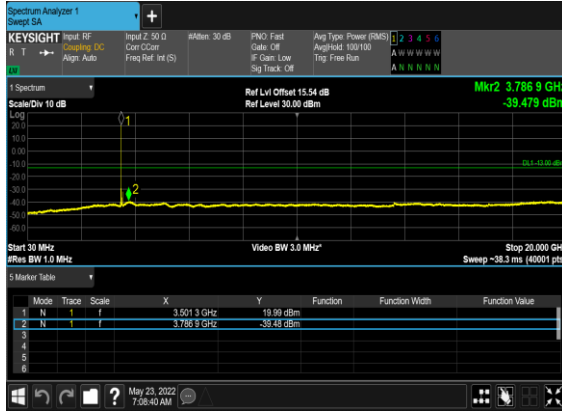 Spectrum Analyzer 1
Swept SA
+
KEYSIGHT
R T
Input: RF
Coupling: DC
Align: Auto
Input Z: 50 Ω
Corr CCorr
Freq Ref: Int (S)
#Atten: 30 dB
PNO: Fast
Gate: Off
IF Gain: Low
Sig Track: Off
Avg Type: Power (RMS)
Avg|Hold: 100/100
Trig: Free Run
1 2 3 4 5 6
A W W W W W
A N N N N N
1 Spectrum
Scale/Div 10 dB
Ref Lvl Offset 15.54 dB
Ref Level 30.00 dBm
Mkr2 3.786 9 GHz
-39.479 dBm
Log
20.0
10.0
0.00
-10.0
-20.0
-30.0
-40.0
-50.0
-60.0
1
2
DL1 -13.00 dBm
Start 30 MHz
#Res BW 1.0 MHz
Video BW 3.0 MHz*
Stop 20.000 GHz
Sweep ~38.3 ms (40001 pts)
5 Marker Table
Mode Trace Scale X Y Function Function Width Function Value
1 N 1 f 3.501 3 GHz 19.99 dBm
2 N 1 f 3.786 9 GHz -39.48 dBm
3
4
5
6
?
May 23, 2022
7:08:40 AM